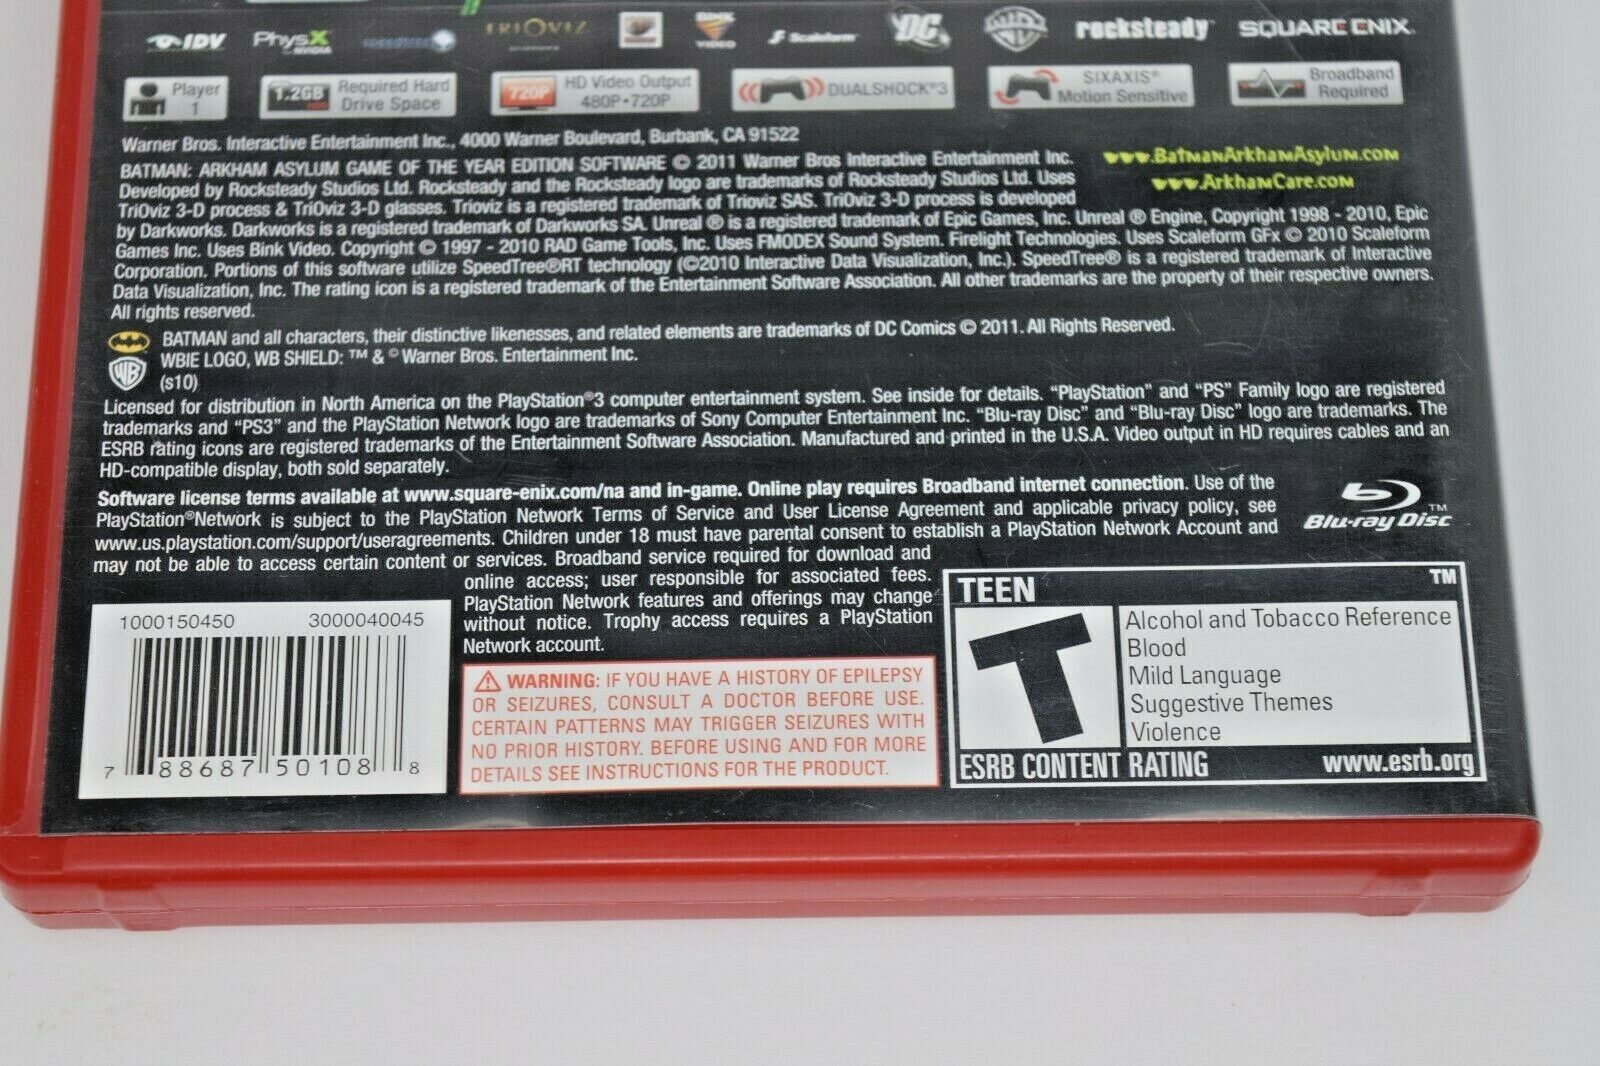 IDV PhysX by NVIDIA speedtree TRIOVIZ BINK VIDEO Scaleform DC WB rocksteady SQUARE ENIX
Player 1
1.2GB HDD Required Hard Drive Space
720P HD Video Output 480P•720P
DUALSHOCK®3
SIXAXIS® Motion Sensitive
Broadband Required
Warner Bros. Interactive Entertainment Inc., 4000 Warner Boulevard, Burbank, CA 91522
BATMAN: ARKHAM ASYLUM GAME OF THE YEAR EDITION SOFTWARE © 2011 Warner Bros Interactive Entertainment Inc.
Developed by Rocksteady Studios Ltd. Rocksteady and the Rocksteady logo are trademarks of Rocksteady Studios Ltd. Uses
TriOviz 3-D process & TriOviz 3-D glasses. Trioviz is a registered trademark of Trioviz SAS. TriOviz 3-D process is developed
www.BatmanArkhamAsylum.com
www.ArkhamCare.com
by Darkworks. Darkworks is a registered trademark of Darkworks SA. Unreal ® is a registered trademark of Epic Games, Inc. Unreal ® Engine, Copyright 1998 - 2010, Epic
Games Inc. Uses Bink Video. Copyright © 1997 - 2010 RAD Game Tools, Inc. Uses FMODEX Sound System. Firelight Technologies. Uses Scaleform GFx © 2010 Scaleform
Corporation. Portions of this software utilize SpeedTree®RT technology (©2010 Interactive Data Visualization, Inc.). SpeedTree® is a registered trademark of Interactive
Data Visualization, Inc. The rating icon is a registered trademark of the Entertainment Software Association. All other trademarks are the property of their respective owners.
All rights reserved.
BATMAN and all characters, their distinctive likenesses, and related elements are trademarks of DC Comics © 2011. All Rights Reserved.
WB WBIE LOGO, WB SHIELD: ™ & © Warner Bros. Entertainment Inc.
(s10)
Licensed for distribution in North America on the PlayStation®3 computer entertainment system. See inside for details. “PlayStation” and “PS” Family logo are registered
trademarks and “PS3” and the PlayStation Network logo are trademarks of Sony Computer Entertainment Inc. “Blu-ray Disc” and “Blu-ray Disc” logo are trademarks. The
ESRB rating icons are registered trademarks of the Entertainment Software Association. Manufactured and printed in the U.S.A. Video output in HD requires cables and an
HD-compatible display, both sold separately.
Software license terms available at www.square-enix.com/na and in-game. Online play requires Broadband internet connection. Use of the
PlayStation®Network is subject to the PlayStation Network Terms of Service and User License Agreement and applicable privacy policy, see
www.us.playstation.com/support/useragreements. Children under 18 must have parental consent to establish a PlayStation Network Account and
may not be able to access certain content or services. Broadband service required for download and
online access; user responsible for associated fees.
PlayStation Network features and offerings may change
without notice. Trophy access requires a PlayStation
Network account.
Blu-ray Disc ™
1000150450 3000040045
7 88687 50108 8
WARNING: IF YOU HAVE A HISTORY OF EPILEPSY
OR SEIZURES, CONSULT A DOCTOR BEFORE USE.
CERTAIN PATTERNS MAY TRIGGER SEIZURES WITH
NO PRIOR HISTORY. BEFORE USING AND FOR MORE
DETAILS SEE INSTRUCTIONS FOR THE PRODUCT.
TEEN ™
T
Alcohol and Tobacco Reference
Blood
Mild Language
Suggestive Themes
Violence
ESRB CONTENT RATING www.esrb.org